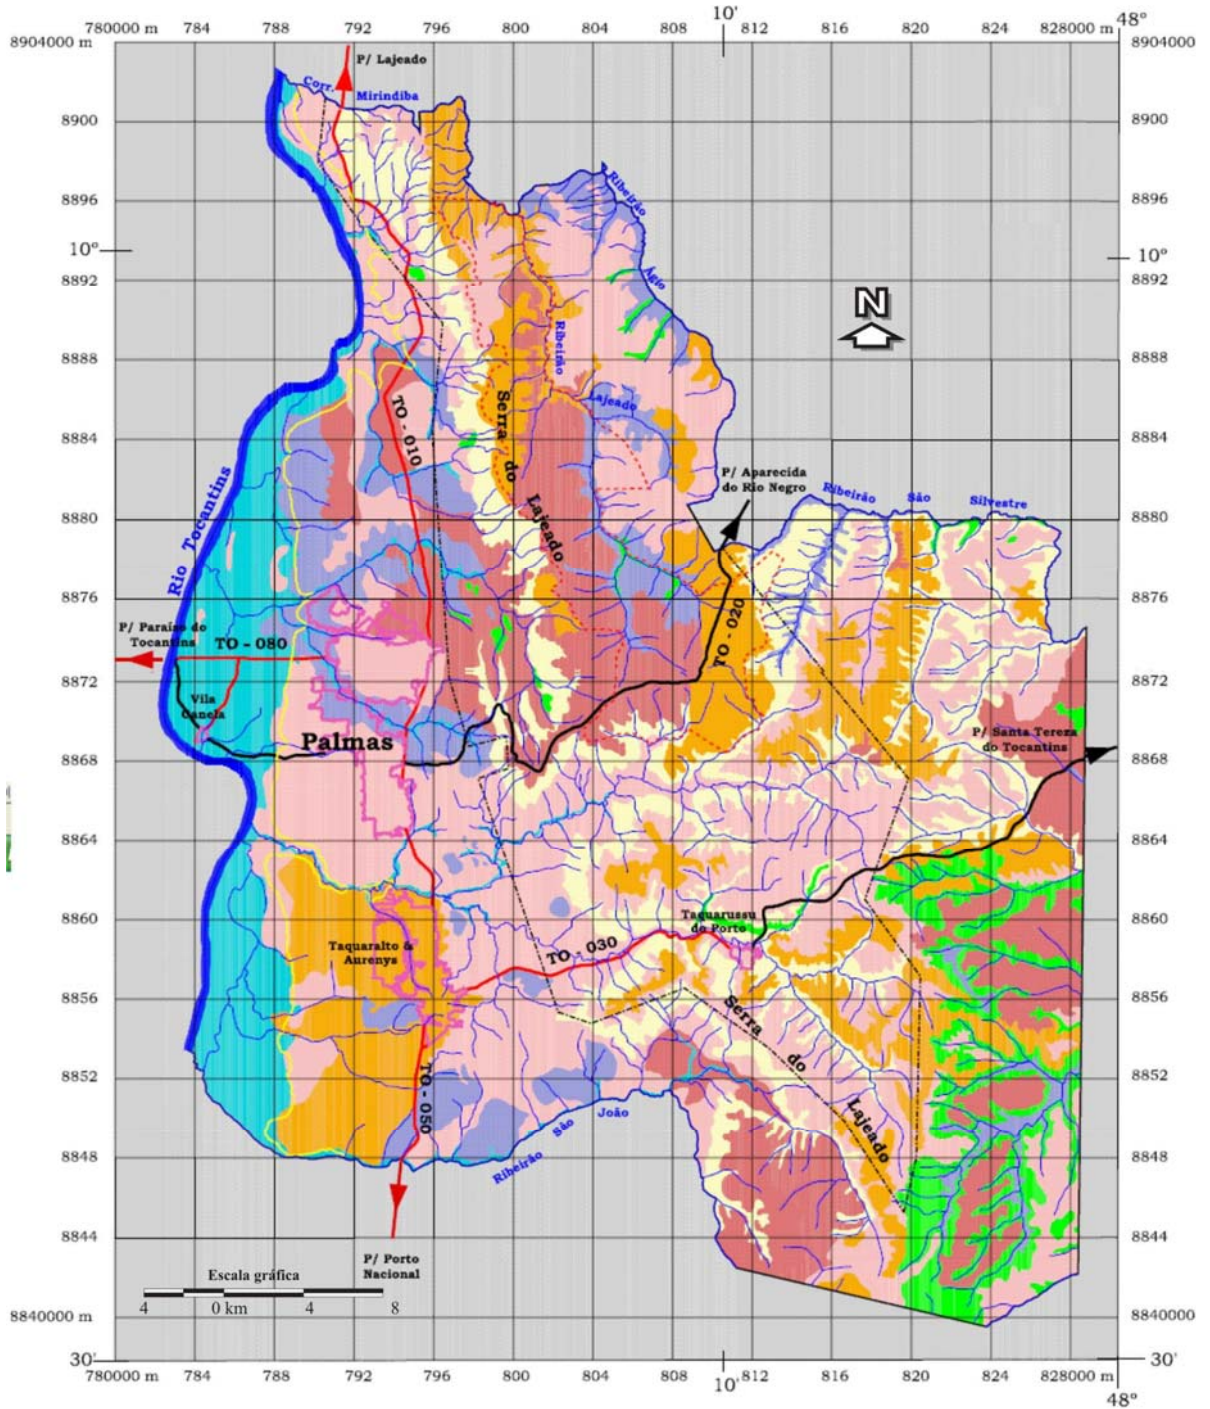 10'
48°
780000 m 784 788 792 796 800 804 808 812 816 820 824 828000 m
8904000 m
8904000
P/ Lajeado
Corr. Mirindiba
8900
8900
Ribeirão
8896
8896
10°
10°
Ágio
8892
8892
N
Ribeirão
8888
8888
Serra do Lajeado
Lajeado
TO - 010
8884
8884
Rio Tocantins
P/ Aparecida
do Rio Negro
Ribeirão São Silvestre
8880
8880
8876
8876
TO - 020
P/ Paraíso do
Tocantins
TO - 080
8872
8872
Vila
Canela
Palmas
P/ Santa Tereza
do Tocantins
8868
8868
8864
8864
8860
8860
Taquarussu
do Porto
Taquaralto &
Aurenys
TO - 030
8856
8856
Serra do Lajeado
8852
8852
TO - 050
Ribeirão São João
8848
8848
8844
8844
P/ Porto
Nacional
Escala gráfica
4 0 km 4 8
8840000 m
8840000
30'
30'
780000 m 784 788 792 796 800 804 808 812 816 820 824 828000 m
10'
48°